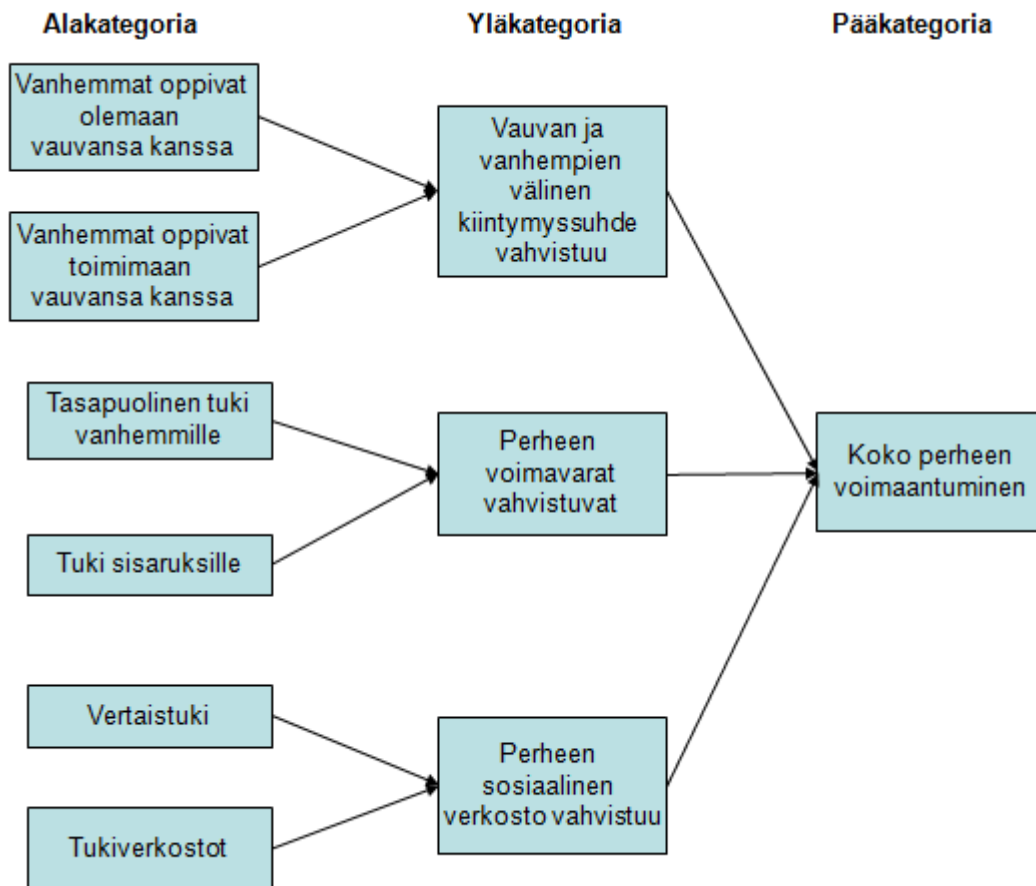 Alakategoria
Yläkategoria
Pääkategoria
Vanhemmat oppivat
olemaan
vauvansa kanssa
Vanhemmat oppivat
toimimaan
vauvansa kanssa
Tasapuolinen tuki
vanhemmille
Tuki sisaruksille
Vertaistuki
Tukiverkostot
Vauvan ja
vanhempien
välinen
kiintymyssuhde
vahvistuu
Perheen
voimavarat
vahvistuvat
Perheen
sosiaalinen
verkosto vahvistuu
Koko perheen
voimaantuminen